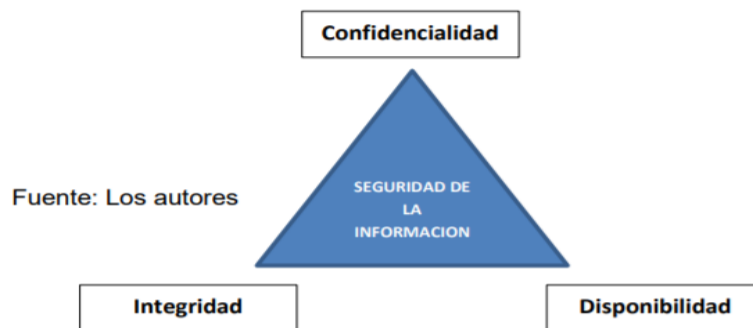 Confidencialidad
SEGURIDAD DE
LA
INFORMACION
Fuente: Los autores
Integridad
Disponibilidad